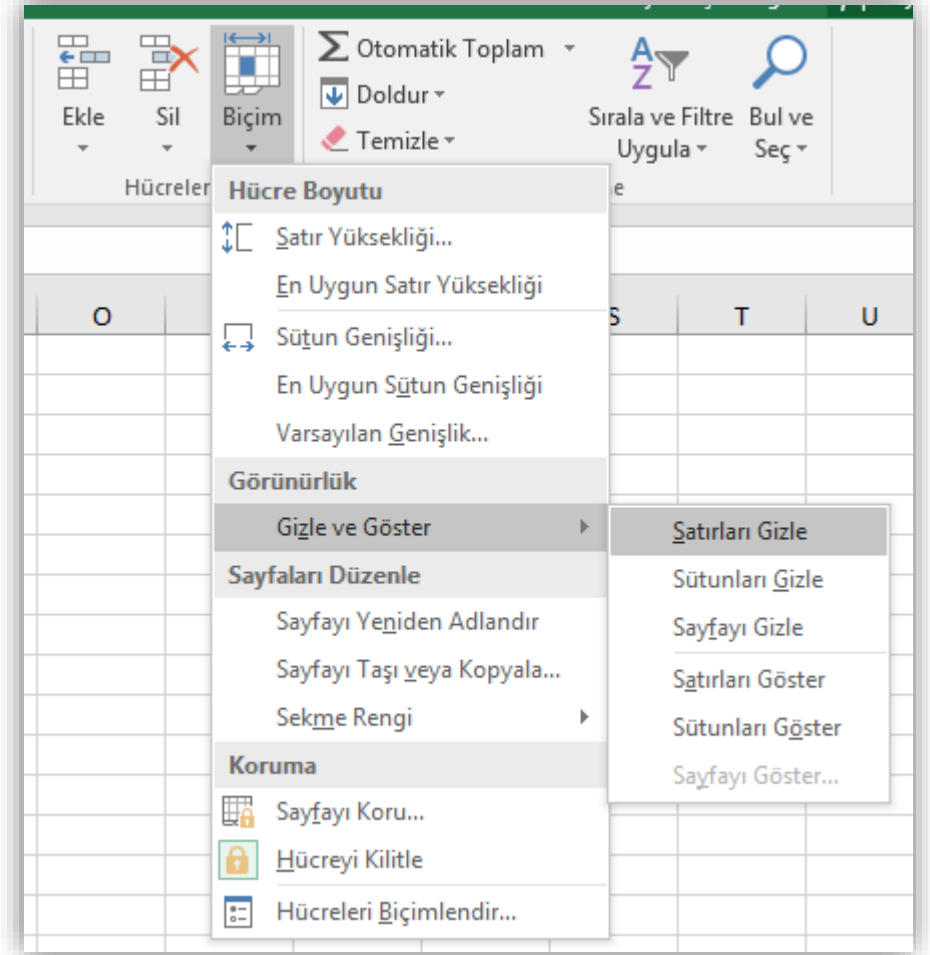 Otomatik Toplam
Doldur
Temizle
Ekle
Sil
Biçim
Sırala ve Filtre
Uygula
Bul ve
Seç
Hücreler
e
Hücre Boyutu
Satır Yüksekliği...
En Uygun Satır Yüksekliği
Sütun Genişliği...
En Uygun Sütun Genişliği
Varsayılan Genişlik...
Görünürlük
Gizle ve Göster
Sayfaları Düzenle
Sayfayı Yeniden Adlandır
Sayfayı Taşı veya Kopyala...
Sekme Rengi
Koruma
Sayfayı Koru...
Hücreyi Kilitle
Hücreleri Biçimlendir...
Satırları Gizle
Sütunları Gizle
Sayfayı Gizle
Satırları Göster
Sütunları Göster
Sayfayı Göster...
O S T U